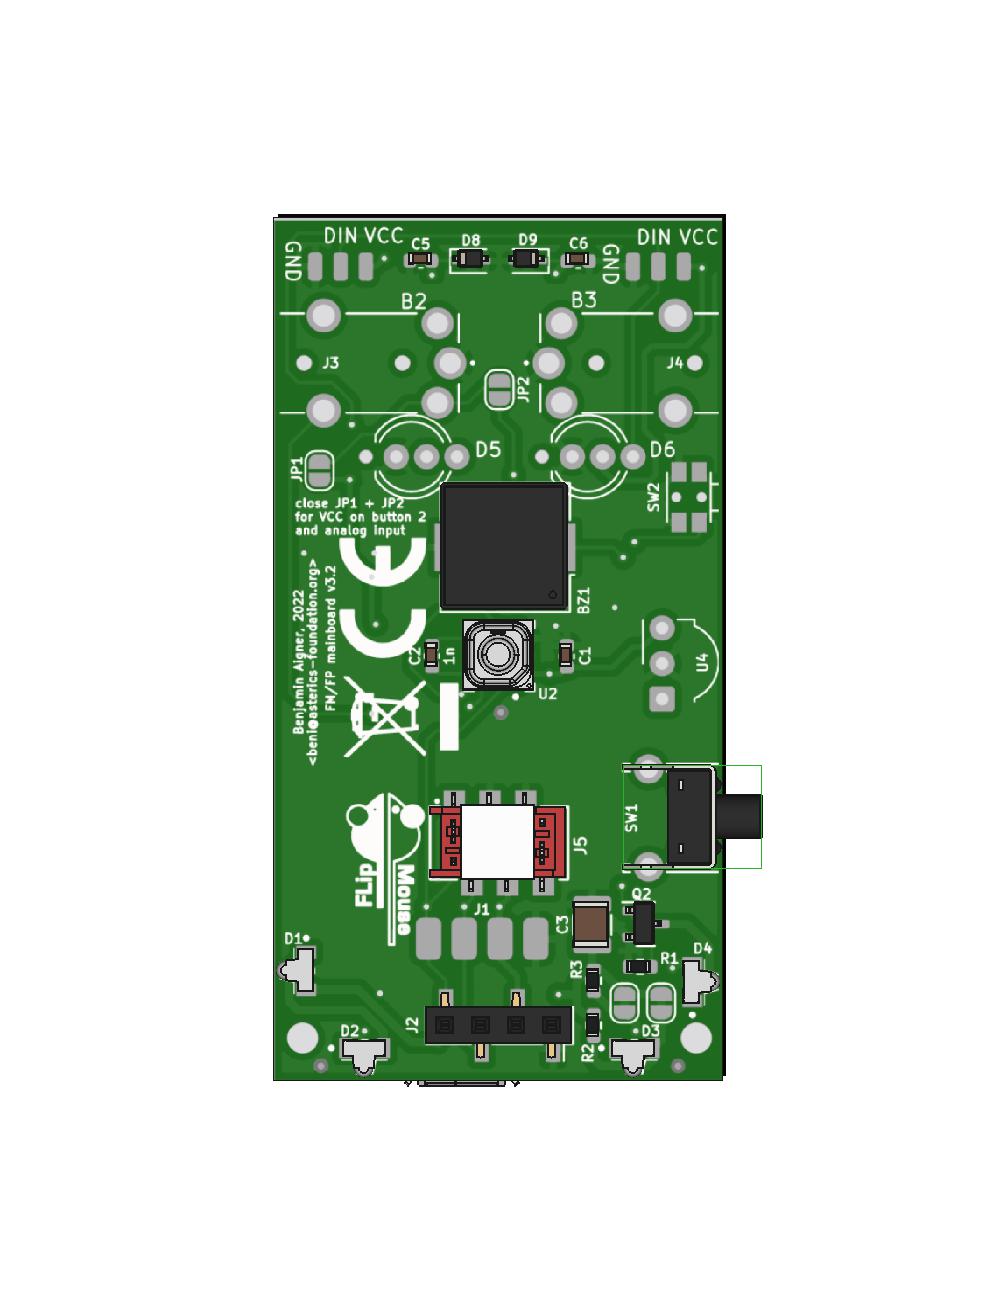 DIN VCC
GND
C5
D8
D9
C6
GND
DIN VCC
B2
B3
J3
J4
JP2
D5
D6
JP1
SW2
close JP1 + JP2
for VCC on button 2
and analog input
BZ1
Benjamin Aigner, 2022
<beni@asterics-foundation.org>
FM/FP mainboard v3.2
C2
1n
C1
U4
U2
SW1
J5
FLip
Mouse
J1
C3
Q2
D1
D4
R3
R1
J2
D2
R2
D3